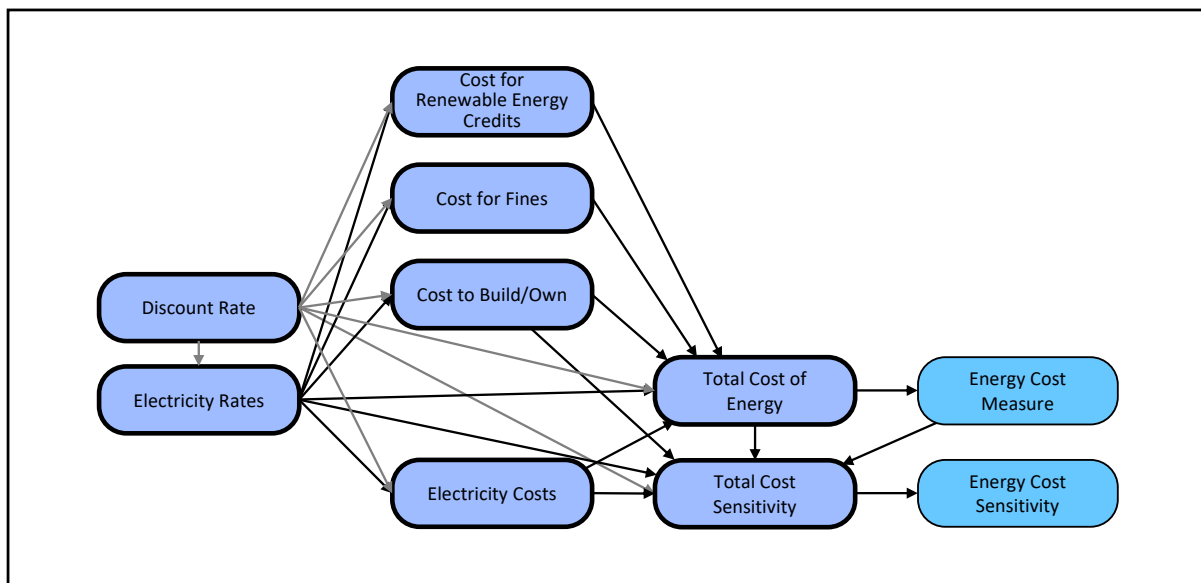 Cost for
Renewable Energy
Credits
Cost for Fines
Cost to Build/Own
Discount Rate
Electricity Rates
Total Cost of
Energy
Energy Cost
Measure
Electricity Costs
Total Cost
Sensitivity
Energy Cost
Sensitivity